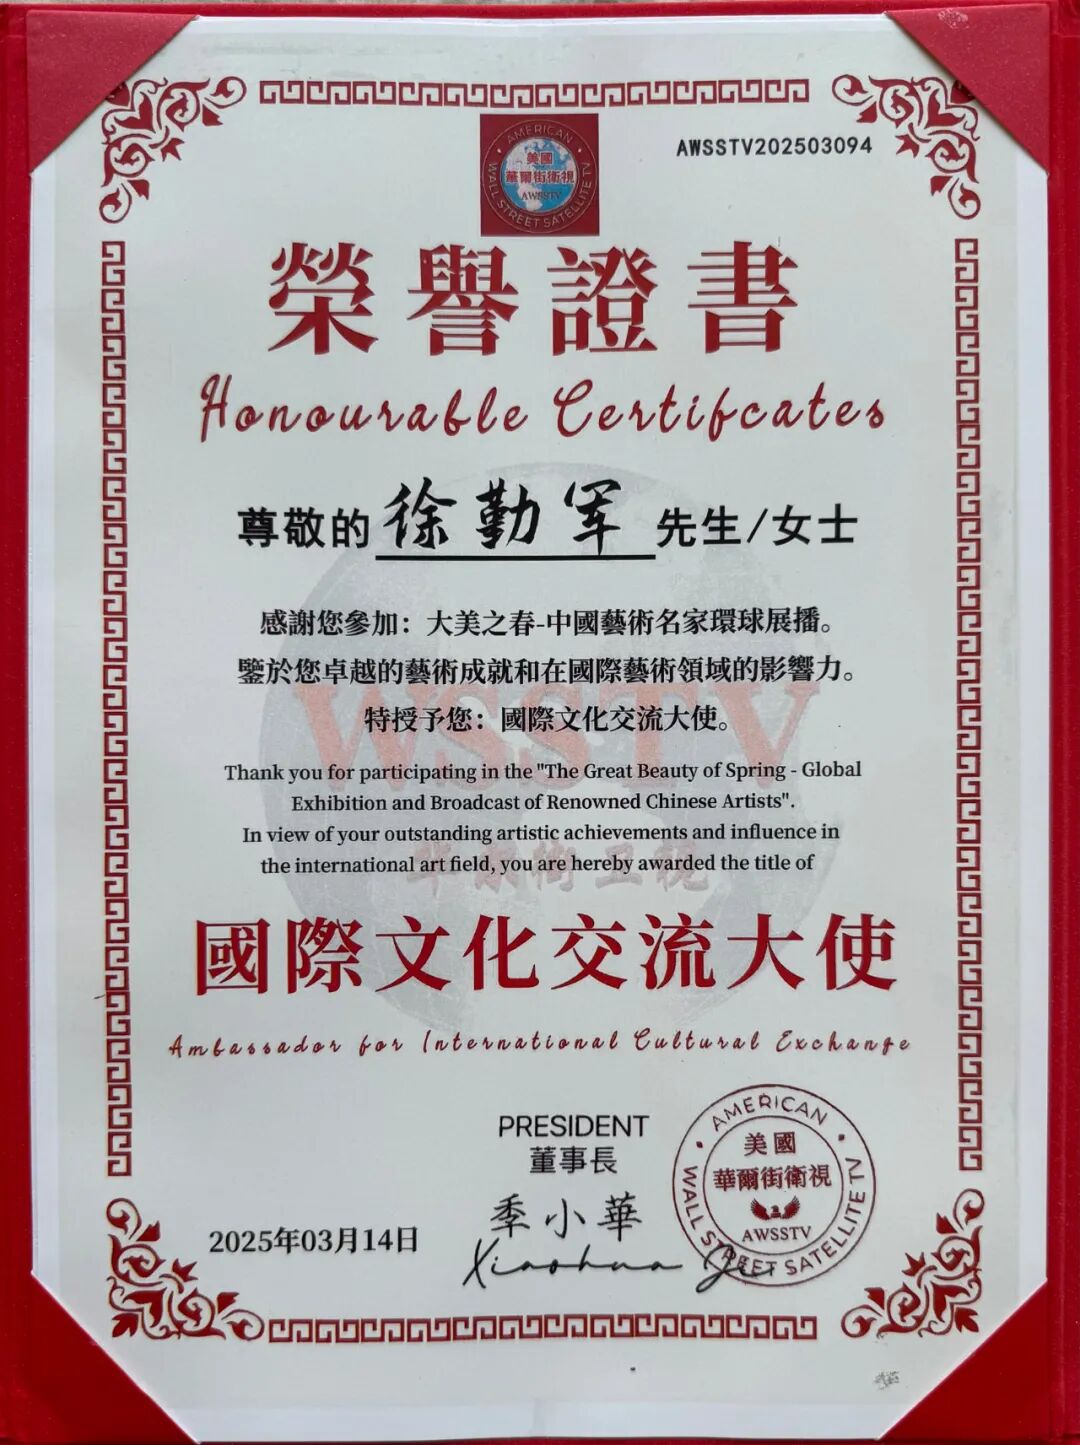 AMERICAN
美國
華爾街衛視
AWSSTV
WALL STREET SATELLITE TV
AWSSTV202503094
榮譽證書
Honourable Certifcates
尊敬的 徐勤军 先生/女士
感謝您參加：大美之春-中國藝術名家環球展播。
鑒於您卓越的藝術成就和在國際藝術領域的影響力。
特授予您：國際文化交流大使。
WSSTV
Thank you for participating in the "The Great Beauty of Spring - Global
Exhibition and Broadcast of Renowned Chinese Artists".
In view of your outstanding artistic achievements and influence in
the international art field, you are hereby awarded the title of
华尔街卫视
國際文化交流大使
Ambassador for International Cultural Exchange
PRESIDENT
董事長
季小華
Xiaohua Ji
2025年03月14日
AMERICAN
美國
華爾街衛視
AWSSTV
WALL STREET SATELLITE TV